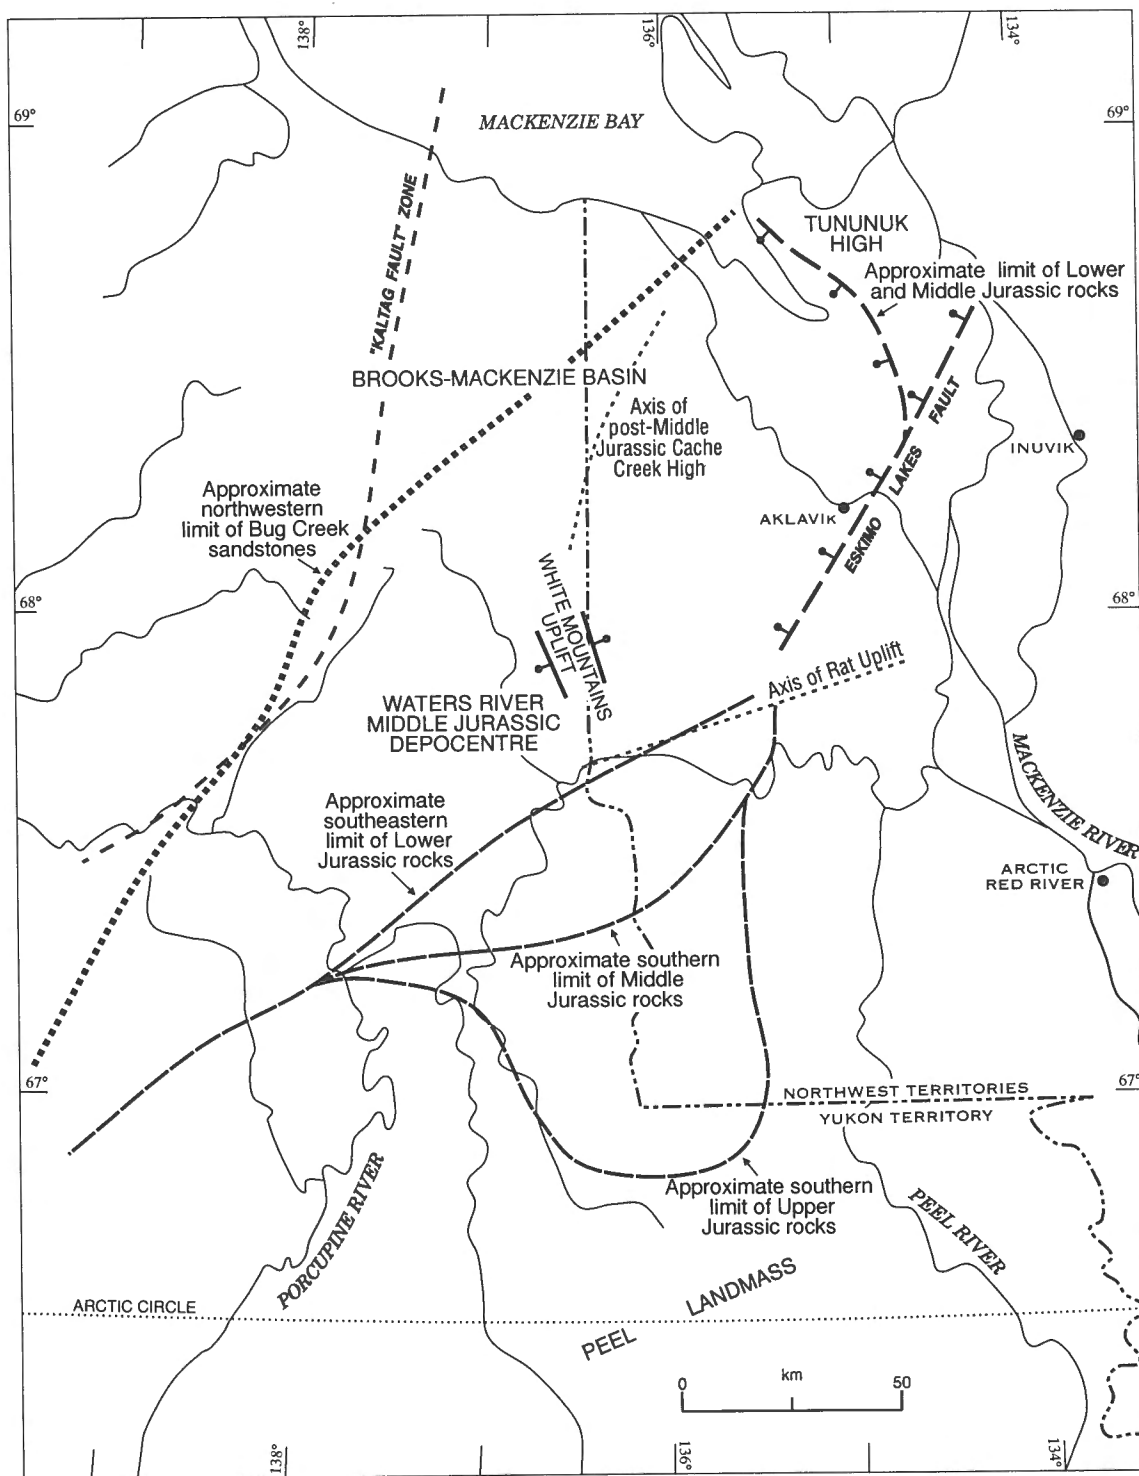 138°
136°
134°
69°
69°
MACKENZIE BAY
"KALTAG FAULT" ZONE
TUNUNUK
HIGH
Approximate limit of Lower
and Middle Jurassic rocks
BROOKS-MACKENZIE BASIN
Axis of
post-Middle
Jurassic Cache
Creek High
ESKIMO LAKES FAULT
INUVIK
AKLAVIK
Approximate
northwestern
limit of Bug Creek
sandstones
68°
68°
WHITE MOUNTAINS
UPLIFT
Axis of Rat Uplift
WATERS RIVER
MIDDLE JURASSIC
DEPOCENTRE
MACKENZIE RIVER
Approximate
southeastern
limit of Lower
Jurassic rocks
ARCTIC
RED RIVER
Approximate southern
limit of Middle
Jurassic rocks
67°
67°
NORTHWEST TERRITORIES
YUKON TERRITORY
PORCUPINE RIVER
Approximate southern
limit of Upper
Jurassic rocks
PEEL RIVER
ARCTIC CIRCLE
PEEL LANDMASS
km
0
50
138°
136°
134°